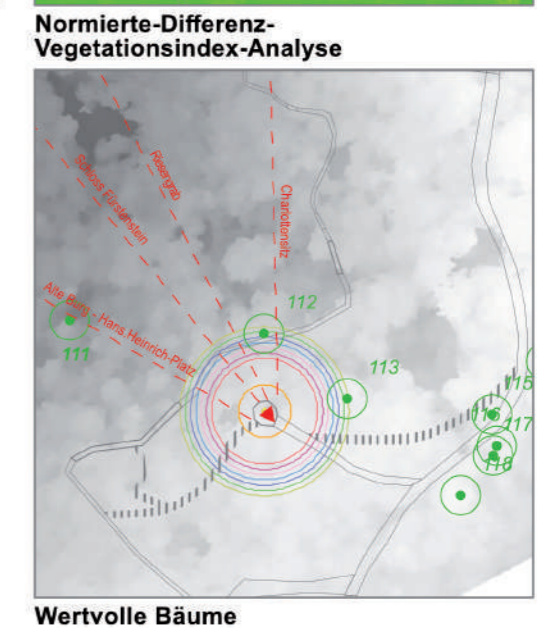 Normierte-Differenz-
Vegetationsindex-Analyse
Riesengrab
Schloss Fürstenstein
Charlottensitz
Alte Burg - Hans Heinrich-Platz
112
111
113
115
116
117
118
Wertvolle Bäume